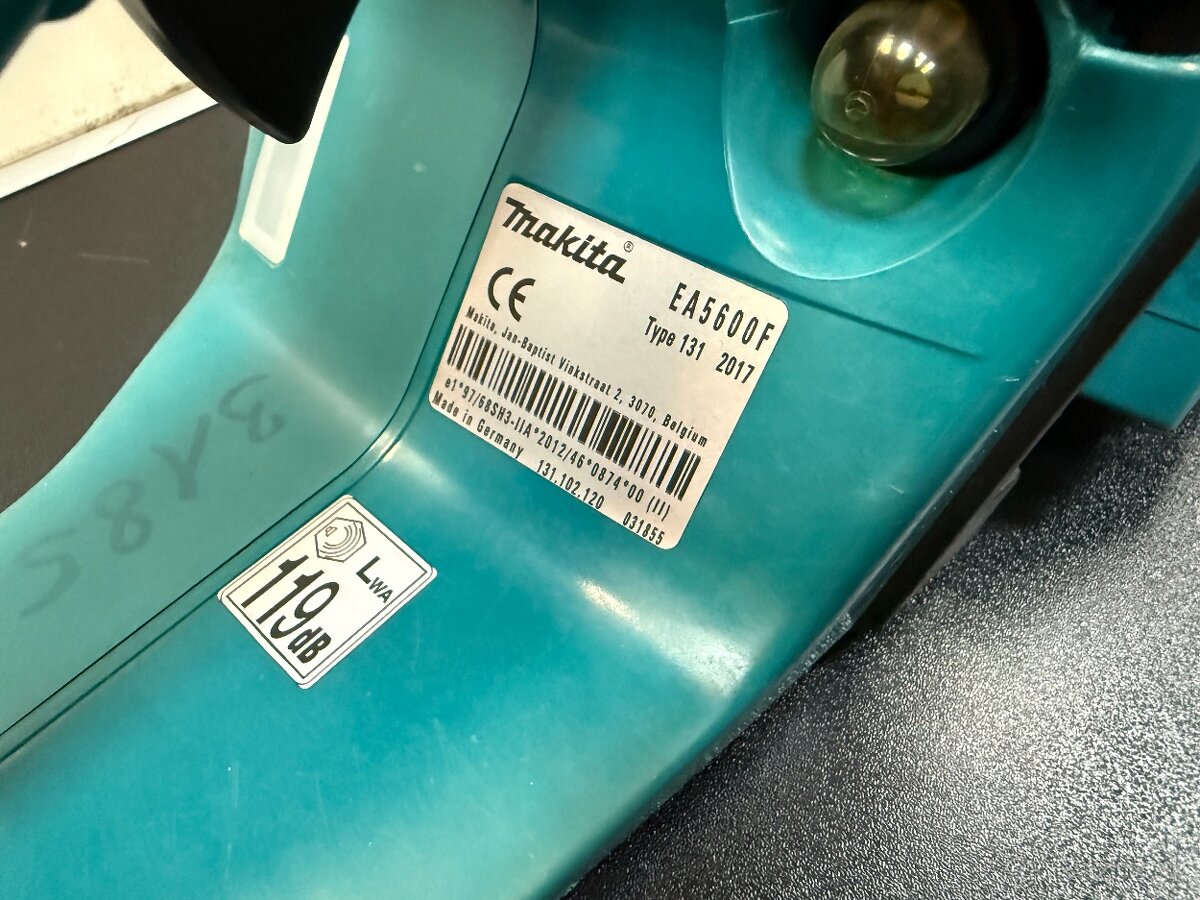 makita®
CE
EA5600F
Type 131 2017
Makita, Jan-Baptist Vinkstraat 2, 3070, Belgium
e1*97/68SH3-IIA*2012/46*0874*00 (II)
Made in Germany 131.102.120 031855
LWA
119dB
3185